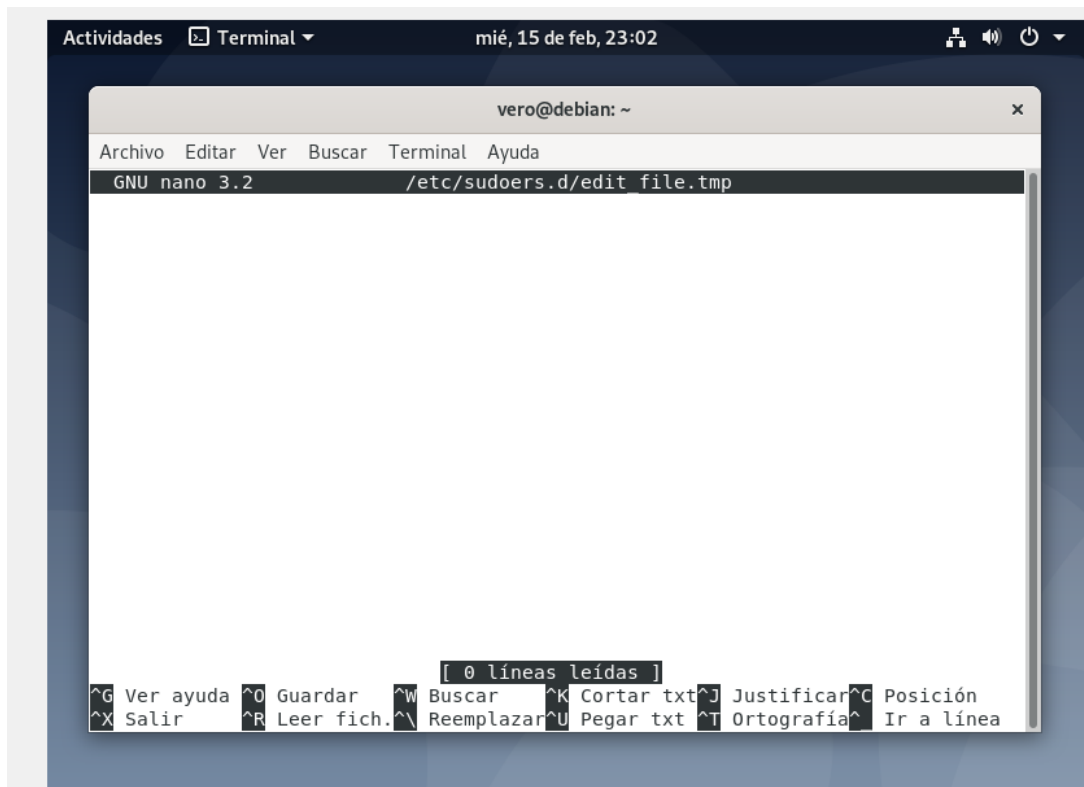 Actividades Terminal mié, 15 de feb, 23:02
vero@debian: ~ ×
Archivo Editar Ver Buscar Terminal Ayuda
GNU nano 3.2 /etc/sudoers.d/edit_file.tmp
[ 0 líneas leídas ]
^G Ver ayuda ^O Guardar ^W Buscar ^K Cortar txt^J Justificar^C Posición
^X Salir ^R Leer fich.^\ Reemplazar^U Pegar txt ^T Ortografía^_ Ir a línea